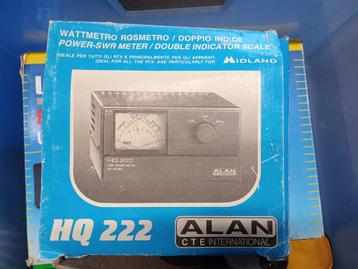 WATTMETRO ROSMETRO / DOPPIO INDICE
POWER-SWR METER / DOUBLE INDICATOR SCALE
IDEALE PER TUTTI GLI RTX E PRINCIPALMENTE PER GLI APPARATI:
IDEAL FOR ALL THE RTX, AND PARTICULARLY FOR:
MIDLAND
HQ 222
HQ 222
ALAN
CTE INTERNATIONAL